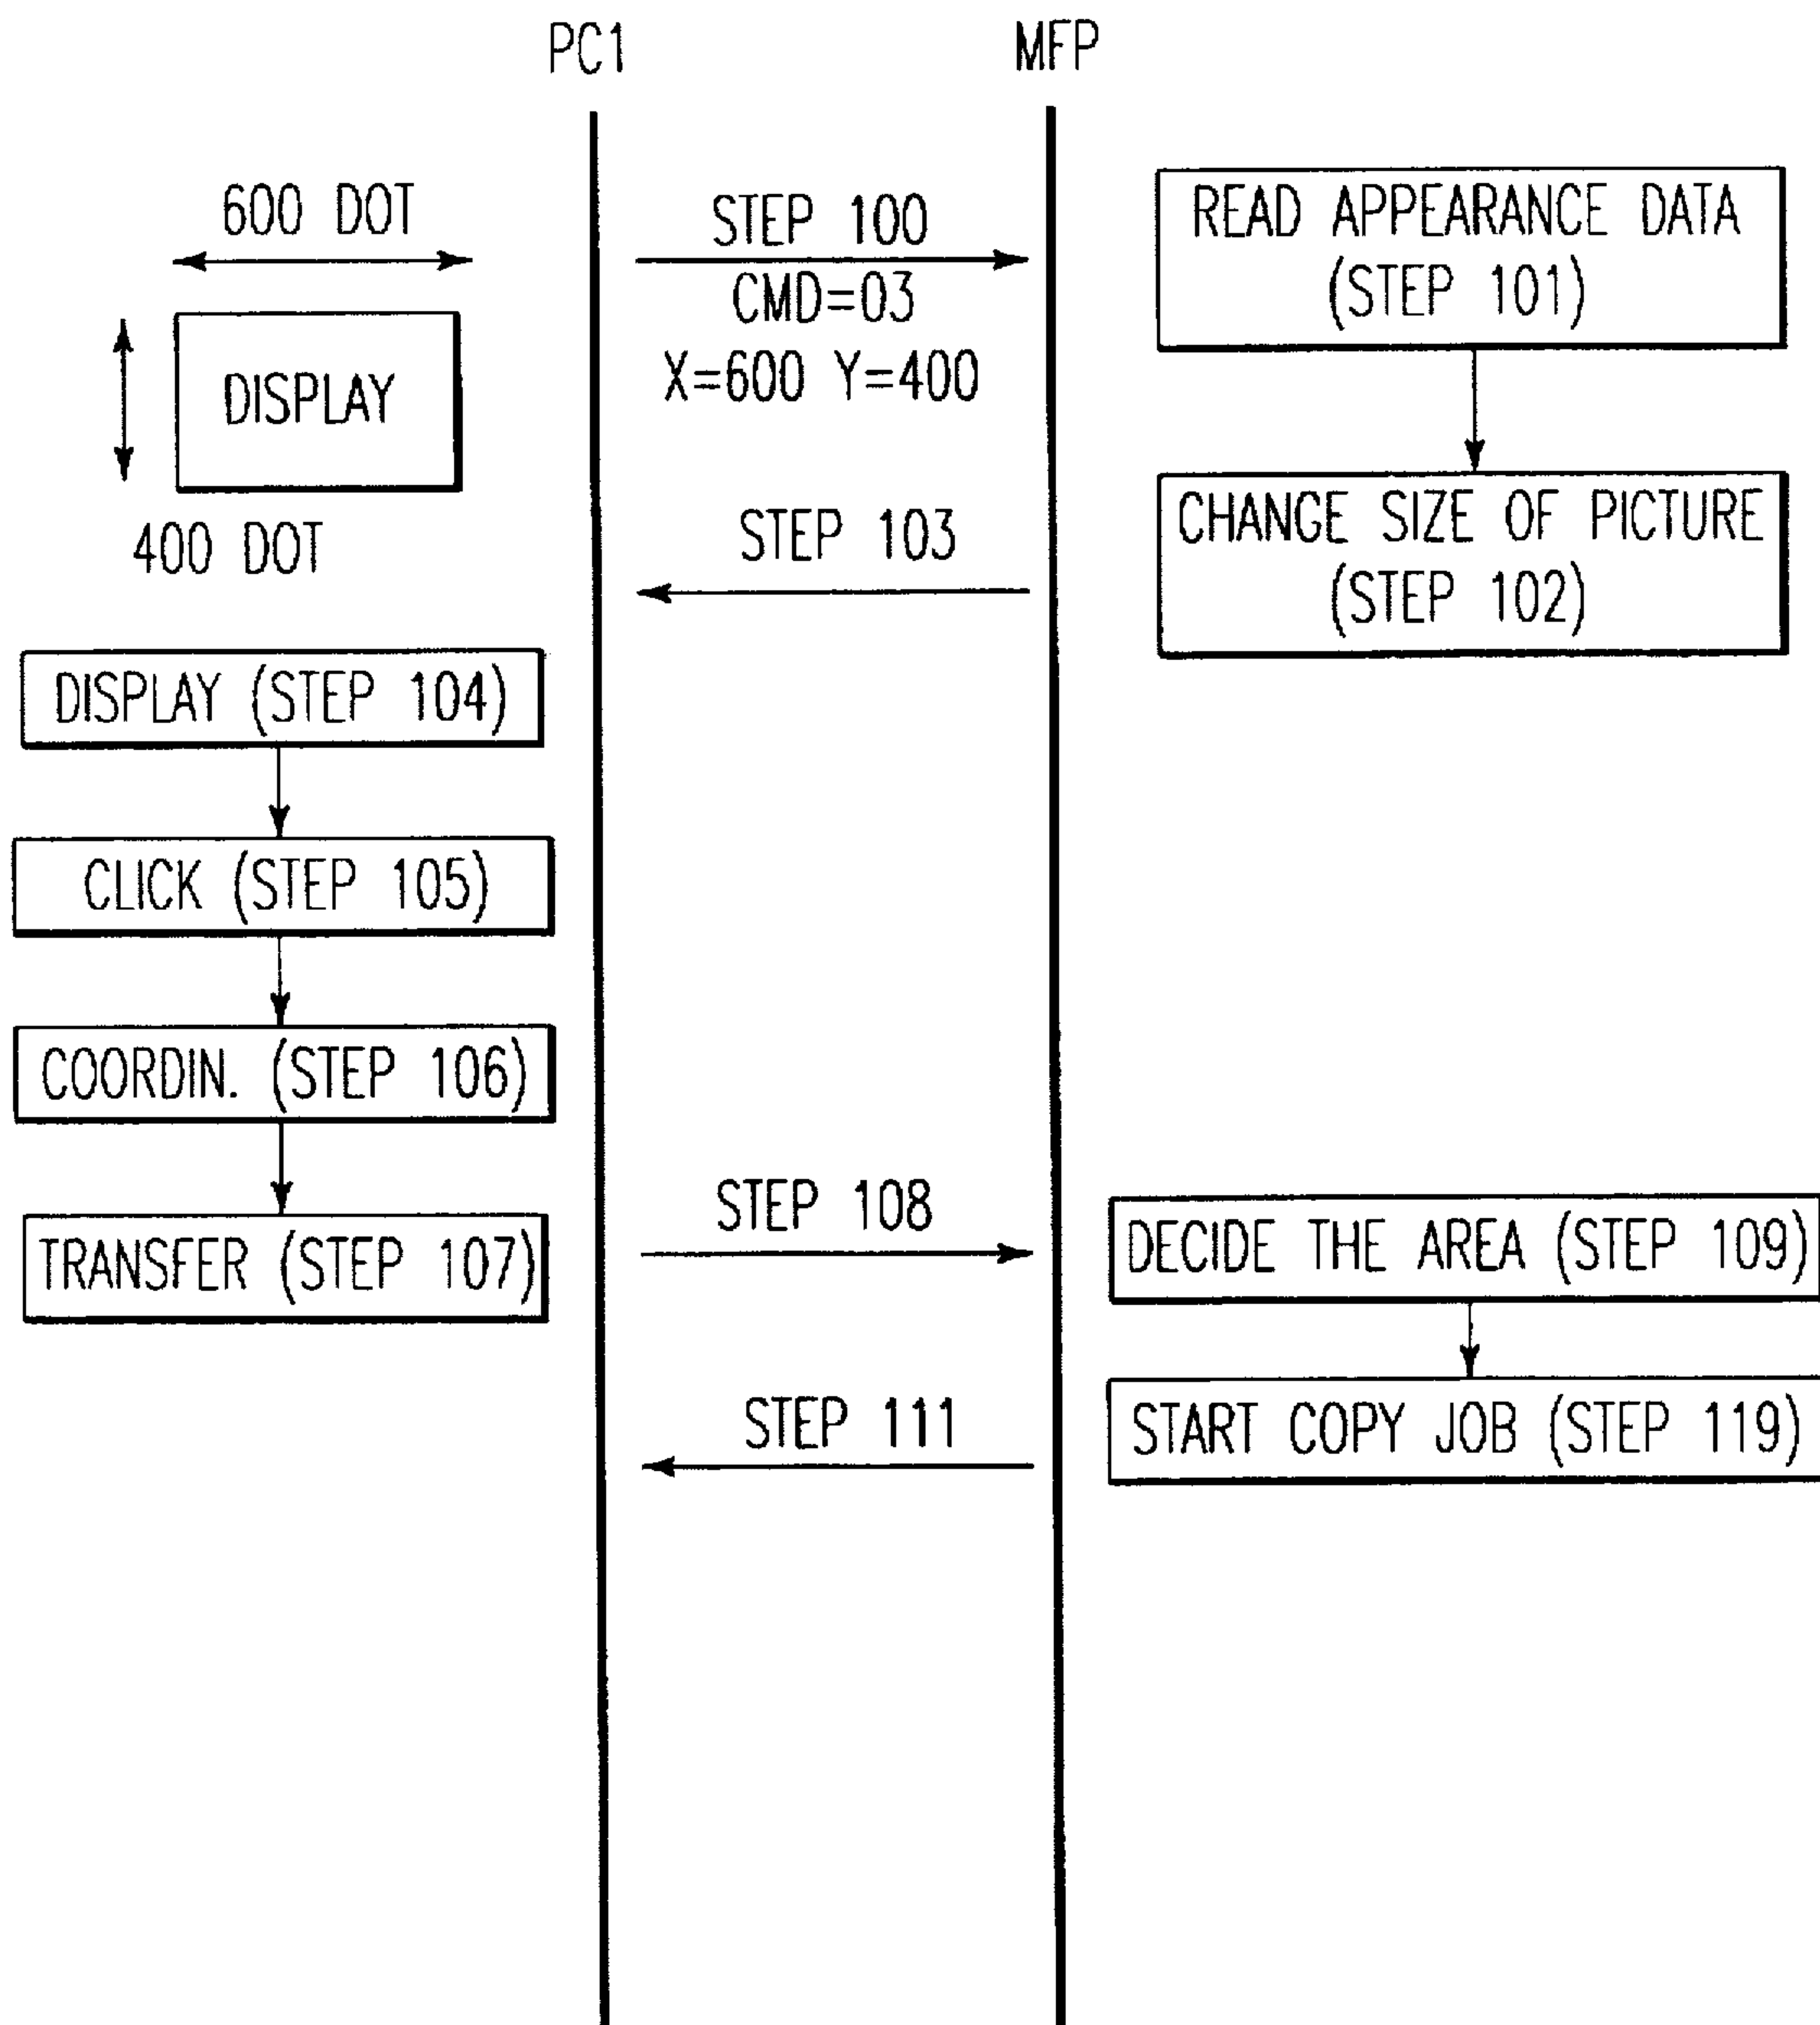 PC1
MFP
600 DOT
DISPLAY
400 DOT
STEP 100
CMD=03
X=600 Y=400
READ APPEARANCE DATA
(STEP 101)
CHANGE SIZE OF PICTURE
(STEP 102)
STEP 103
DISPLAY (STEP 104)
CLICK (STEP 105)
COORDIN. (STEP 106)
TRANSFER (STEP 107)
STEP 108
DECIDE THE AREA (STEP 109)
START COPY JOB (STEP 119)
STEP 111